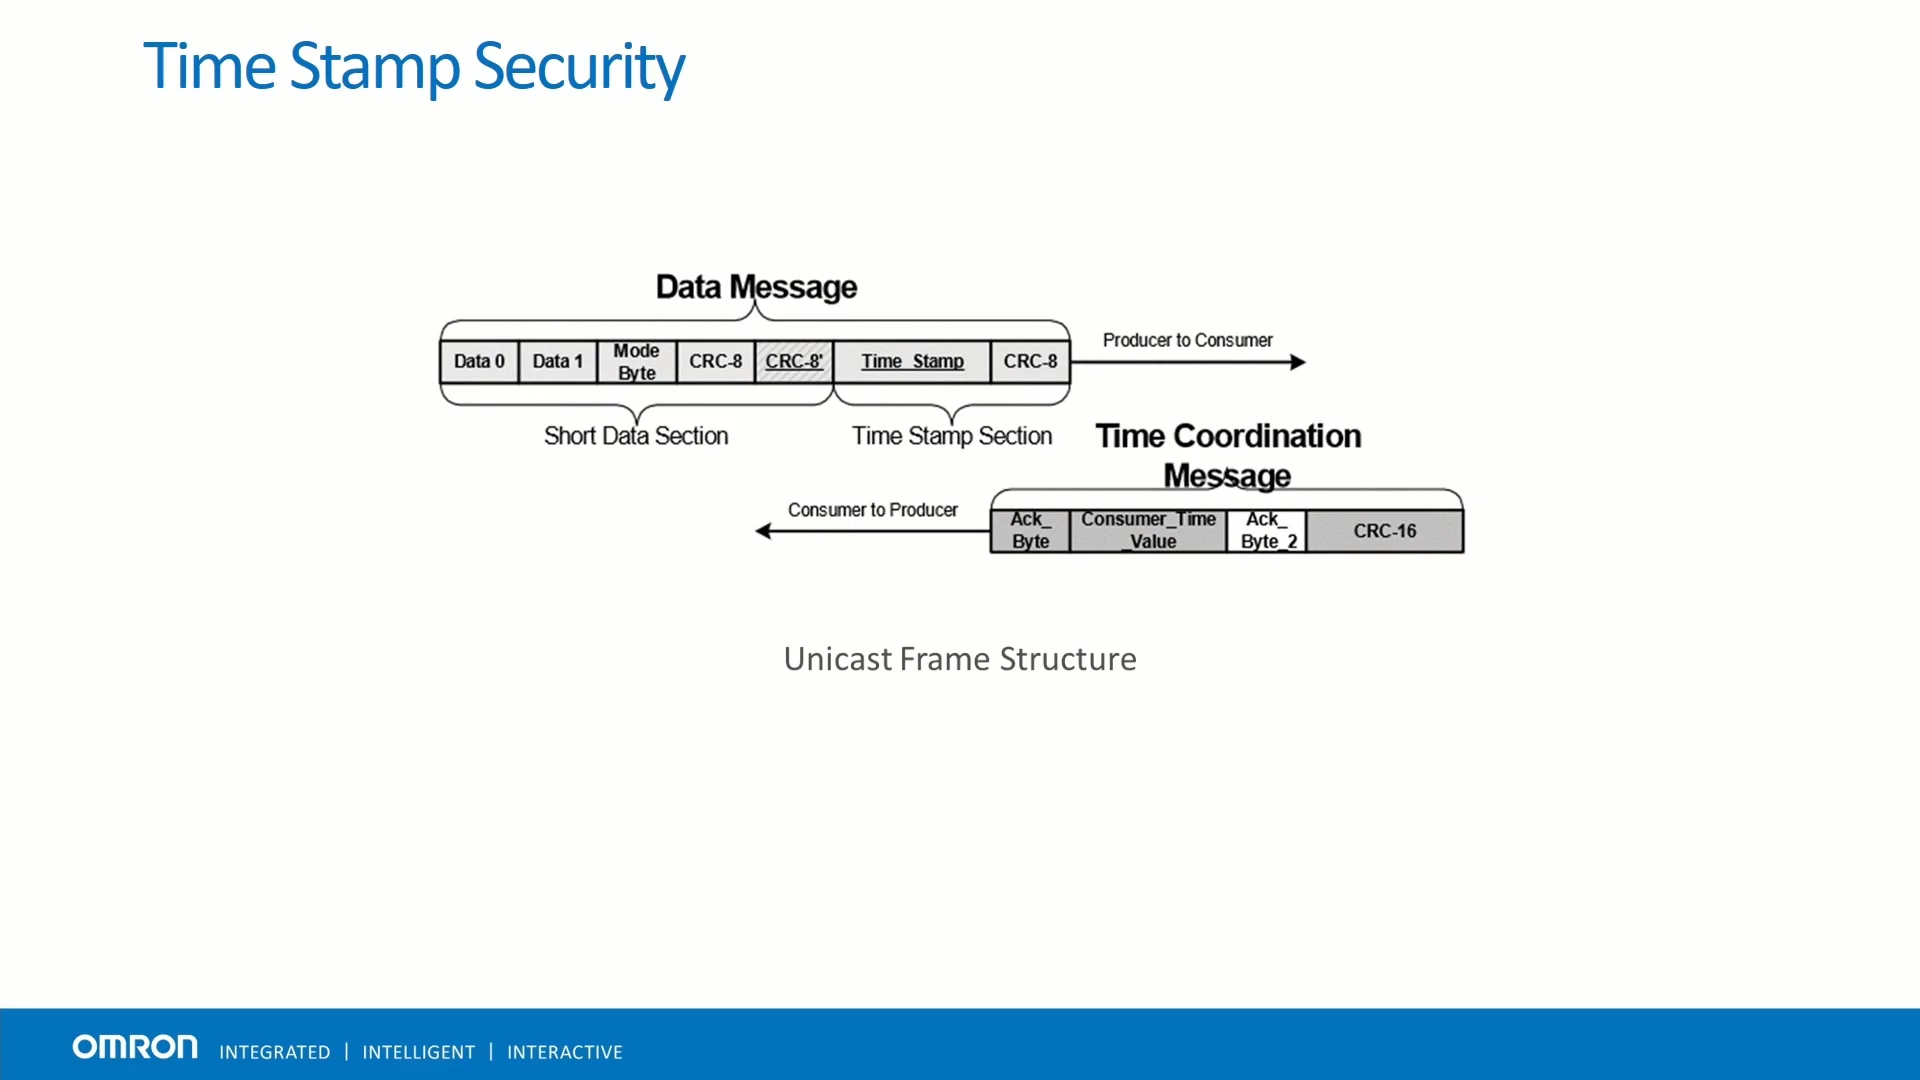 Time Stamp Security
Data Message
Data 0 Data 1 Mode Byte CRC-8 CRC-8' Time_Stamp CRC-8
Producer to Consumer
Short Data Section
Time Stamp Section
Time Coordination
Message
Consumer to Producer
Ack_ Byte Consumer_Time _Value Ack_ Byte_2 CRC-16
Unicast Frame Structure
OMRON INTEGRATED | INTELLIGENT | INTERACTIVE